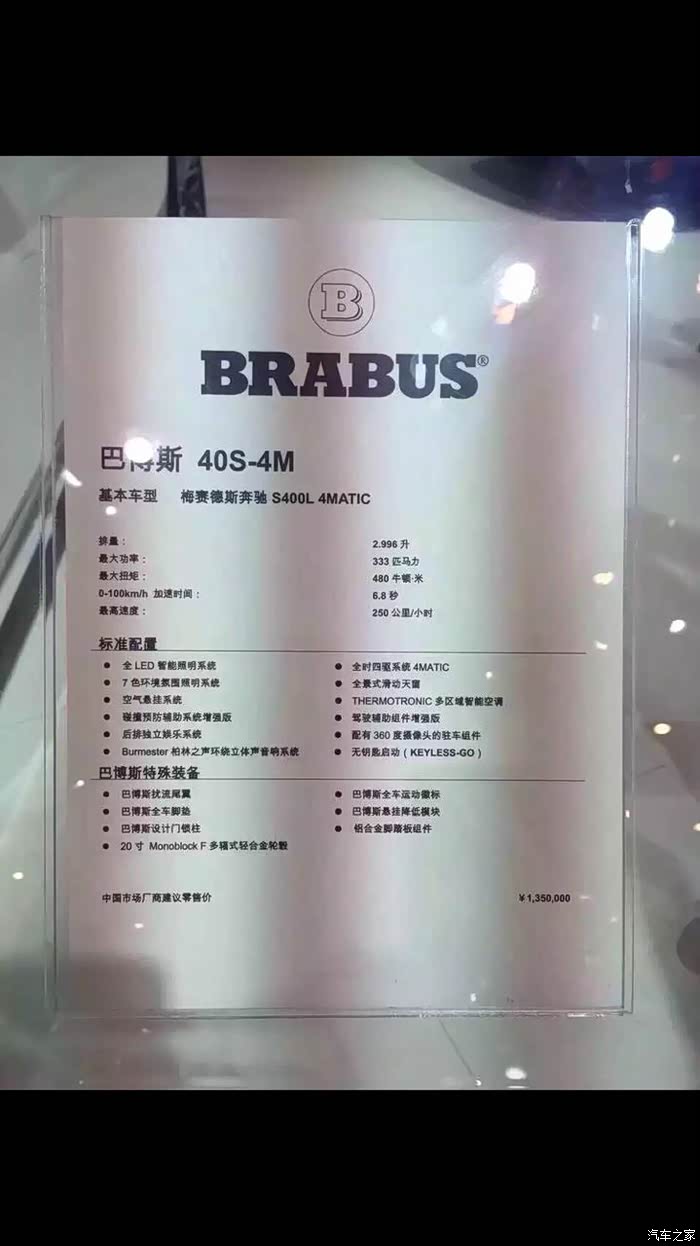 B
BRABUS®
巴博斯 40S-4M
基本车型 梅赛德斯奔驰 S400L 4MATIC
排量： 2.996 升
最大功率： 333 匹马力
最大扭矩： 480 牛顿·米
0-100km/h 加速时间： 6.8 秒
最高速度： 250 公里/小时
标准配置
● 全 LED 智能照明系统 ● 全时四驱系统 4MATIC
● 7 色环境氛围照明系统 ● 全景式滑动天窗
● 空气悬挂系统 ● THERMOTRONIC 多区域智能空调
● 碰撞预防辅助系统增强版 ● 驾驶辅助组件增强版
● 后排独立娱乐系统 ● 配有 360 度摄像头的驻车组件
● Burmester 柏林之声环绕立体声音响系统 ● 无钥匙启动（KEYLESS-GO）
巴博斯特殊装备
● 巴博斯扰流尾翼 ● 巴博斯全车运动徽标
● 巴博斯全车脚垫 ● 巴博斯悬挂降低模块
● 巴博斯设计门锁柱 ● 铝合金脚踏板组件
● 20 寸 Monoblock F 多辐式轻合金轮毂
中国市场厂商建议零售价 ￥1,350,000
汽车之家